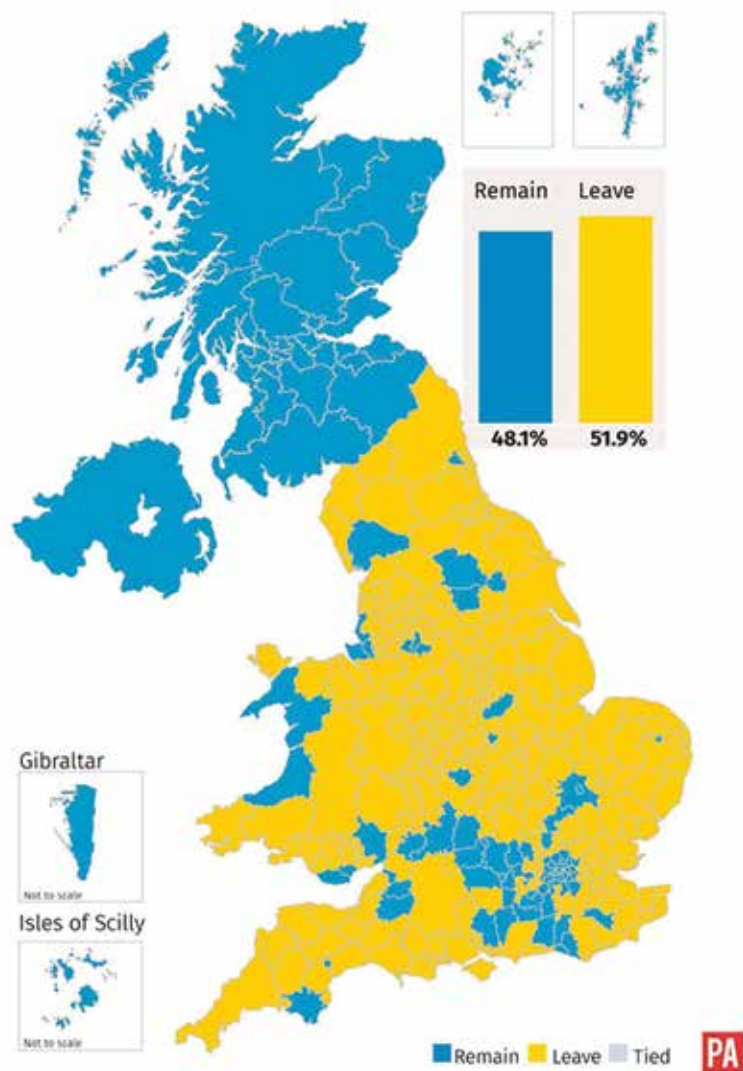 Remain Leave
48.1% 51.9%
Gibraltar
Not to scale
Isles of Scilly
Not to scale
Remain Leave Tied
PA